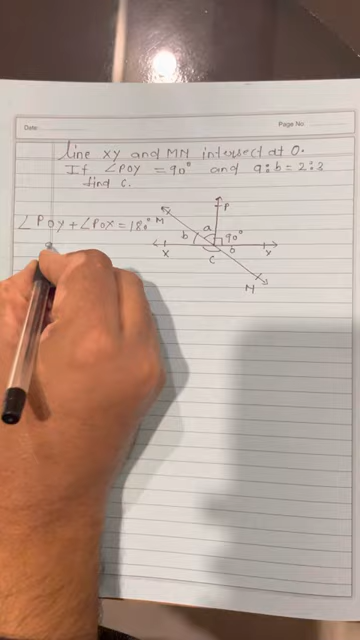 Date:
Page No.
Line XY and MN intersect at O.
If ∠POY = 90° and a:b = 2:3
find c.
∠POY + ∠POX = 180°
P
M
a
b
90°
X
O
Y
C
N